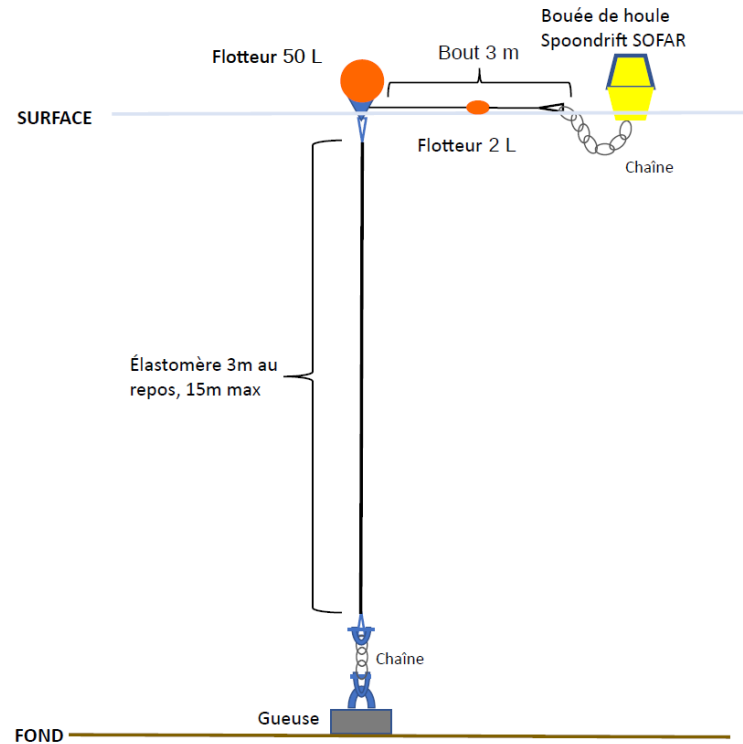 Bouée de houle
Spoondrift SOFAR
Flotteur 50 L
Bout 3 m
SURFACE
Flotteur 2 L
Chaîne
Élastomère 3m au
repos, 15m max
Chaîne
Gueuse
FOND